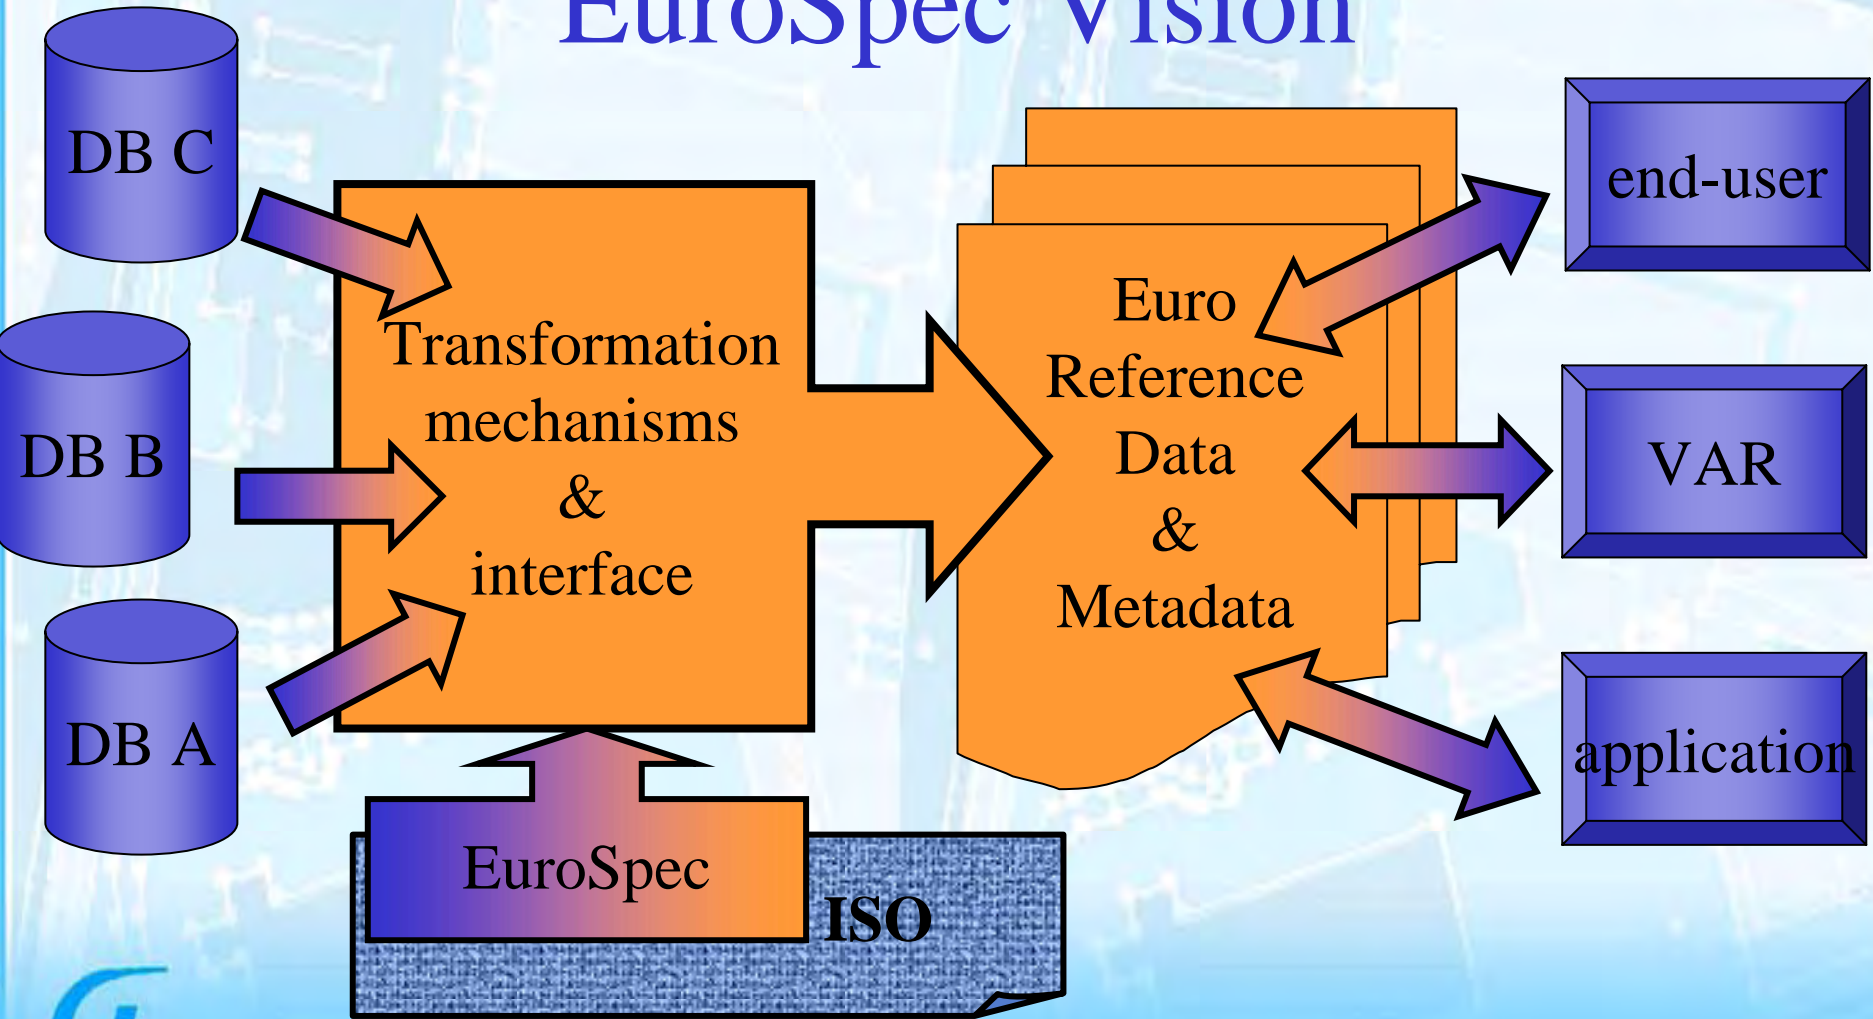 EuroSpec Vision
DB C
DB B
DB A
Transformation
mechanisms
&
interface
Euro
Reference
Data
&
Metadata
end-user
VAR
application
EuroSpec
ISO